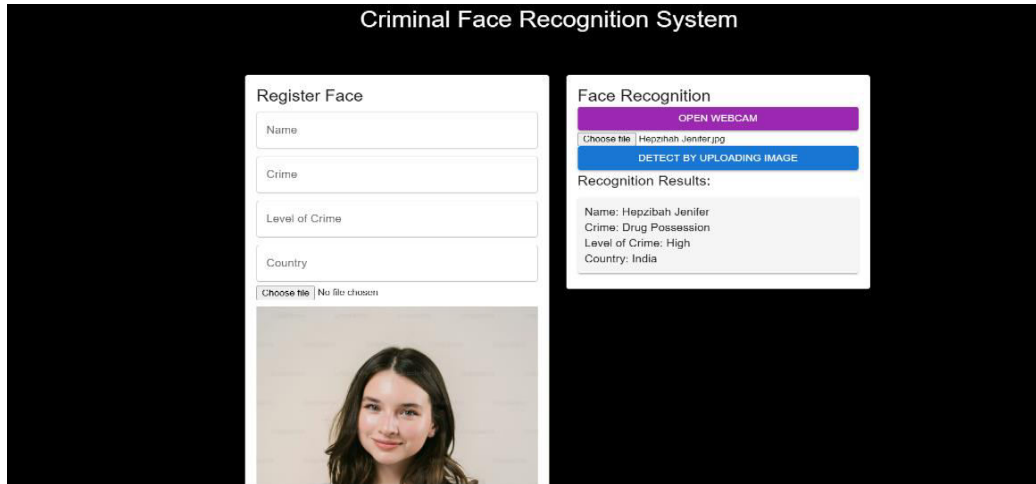 Criminal Face Recognition System
Register Face
Name
Crime
Level of Crime
Country
Choose file No file chosen
Face Recognition
OPEN WEBCAM
Choose file Hepzibah Jenifer.jpg
DETECT BY UPLOADING IMAGE
Recognition Results:
Name: Hepzibah Jenifer
Crime: Drug Possession
Level of Crime: High
Country: India